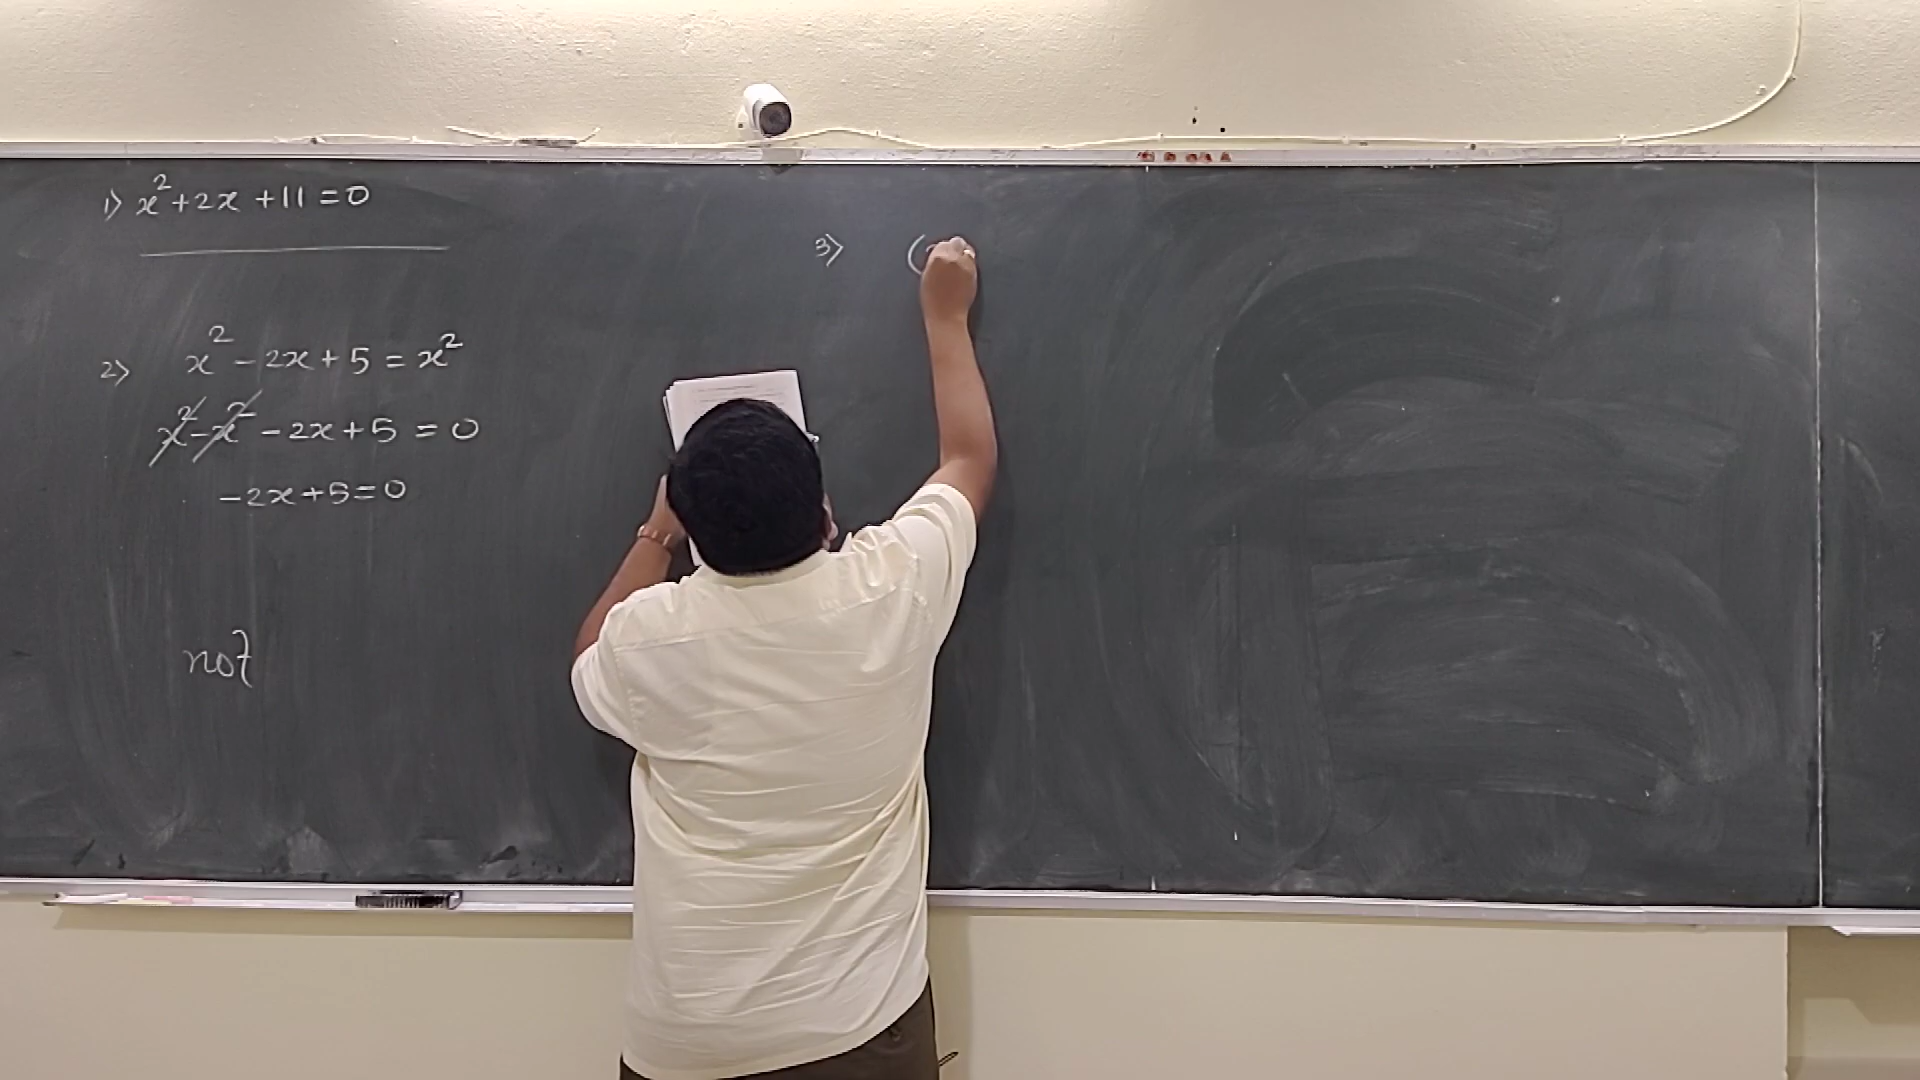 1) x² + 2x + 11 = 0
2) x² - 2x + 5 = x²
x² - x² - 2x + 5 = 0
-2x + 5 = 0
not
3) (